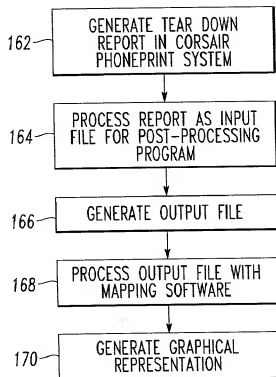 GENERATE TEAR DOWN
REPORT IN CORSAIR
PHONEPRINT SYSTEM
162
PROCESS REPORT AS INPUT
FILE FOR POST-PROCESSING
PROGRAM
164
GENERATE OUTPUT FILE
166
PROCESS OUTPUT FILE WITH
MAPPING SOFTWARE
168
GENERATE GRAPHICAL
REPRESENTATION
170